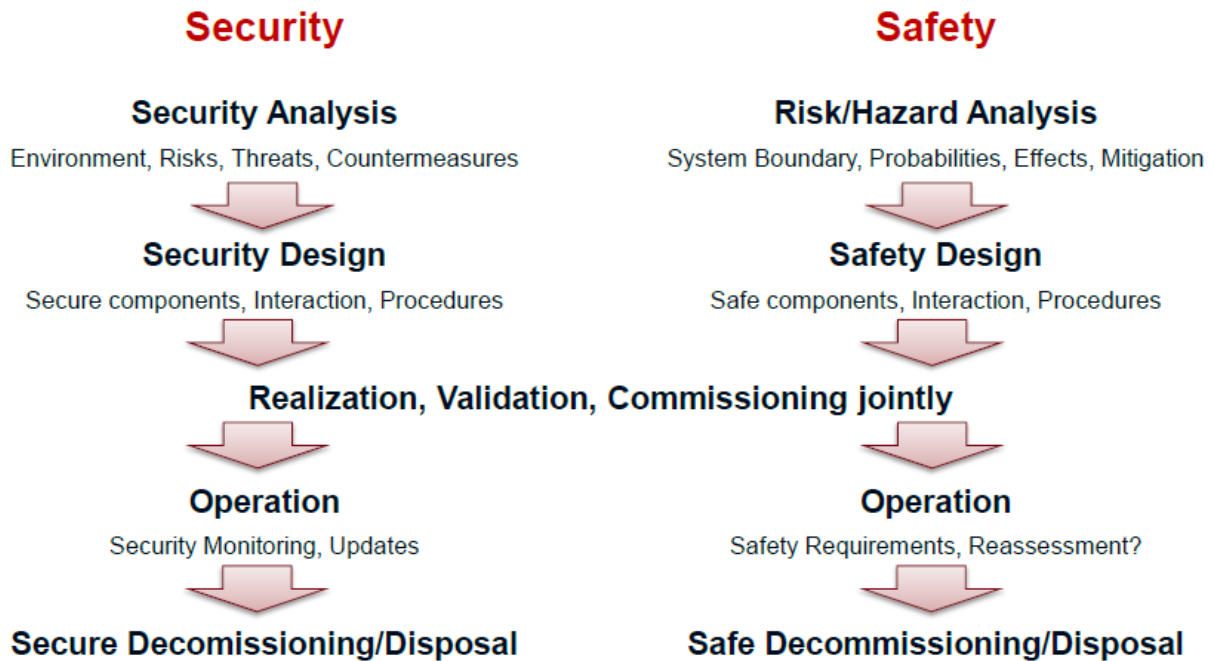 Security
Safety
Security Analysis
Risk/Hazard Analysis
Environment, Risks, Threats, Countermeasures
System Boundary, Probabilities, Effects, Mitigation
Security Design
Safety Design
Secure components, Interaction, Procedures
Safe components, Interaction, Procedures
Realization, Validation, Commissioning jointly
Operation
Operation
Security Monitoring, Updates
Safety Requirements, Reassessment?
Secure Decomissioning/Disposal
Safe Decommissioning/Disposal